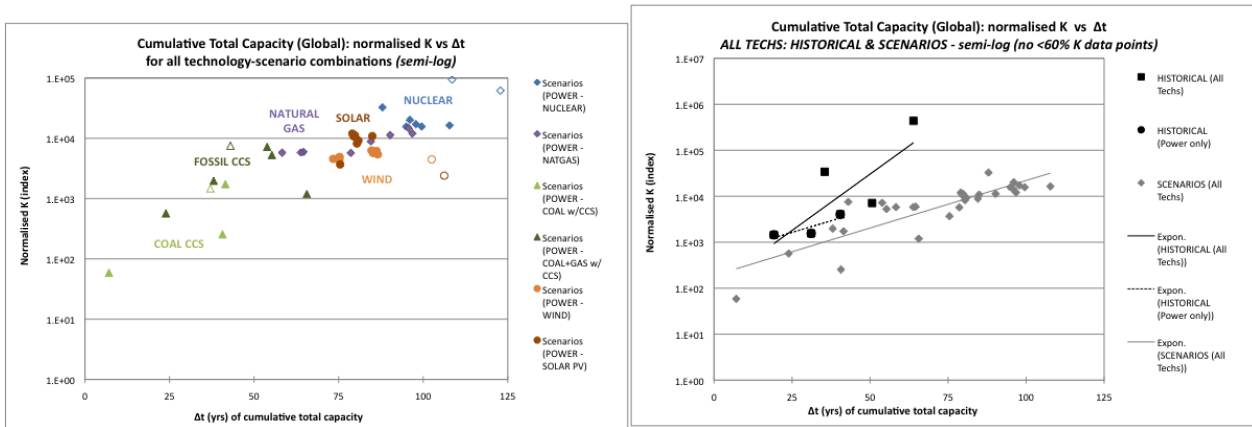 Cumulative Total Capacity (Global): normalised K vs Δt
for all technology-scenario combinations (semi-log)
1.E+05
1.E+04
1.E+03
1.E+02
1.E+01
1.E+00
Normalised K (index)
NUCLEAR
SOLAR
NATURAL
GAS
FOSSIL CCS
WIND
COAL CCS
0
25
50
75
100
125
Δt (yrs) of cumulative total capacity
Scenarios
(POWER -
NUCLEAR)
Scenarios
(POWER -
NATGAS)
Scenarios
(POWER -
COAL w/CCS)
Scenarios
(POWER -
COAL+GAS w/
CCS)
Scenarios
(POWER -
WIND)
Scenarios
(POWER -
SOLAR PV)
Cumulative Total Capacity (Global): normalised K vs Δt
ALL TECHS: HISTORICAL & SCENARIOS - semi-log (no <60% K data points)
1.E+07
1.E+06
1.E+05
1.E+04
1.E+03
1.E+02
1.E+01
1.E+00
Normalised K (index)
0
25
50
75
100
125
Δt (yrs) of cumulative total capacity
HISTORICAL (All
Techs)
HISTORICAL
(Power only)
SCENARIOS (All
Techs)
Expon.
(HISTORICAL (All
Techs))
Expon.
(HISTORICAL
(Power only))
Expon.
(SCENARIOS (All
Techs))